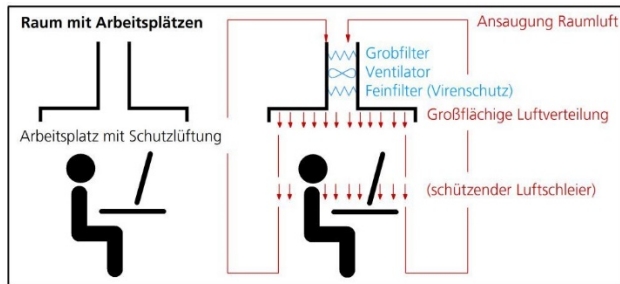 Raum mit Arbeitsplätzen
Ansaugung Raumluft
Grobfilter
Ventilator
Feinfilter (Virenschutz)
Großflächige Luftverteilung
Arbeitsplatz mit Schutzlüftung
(schützender Luftschleier)